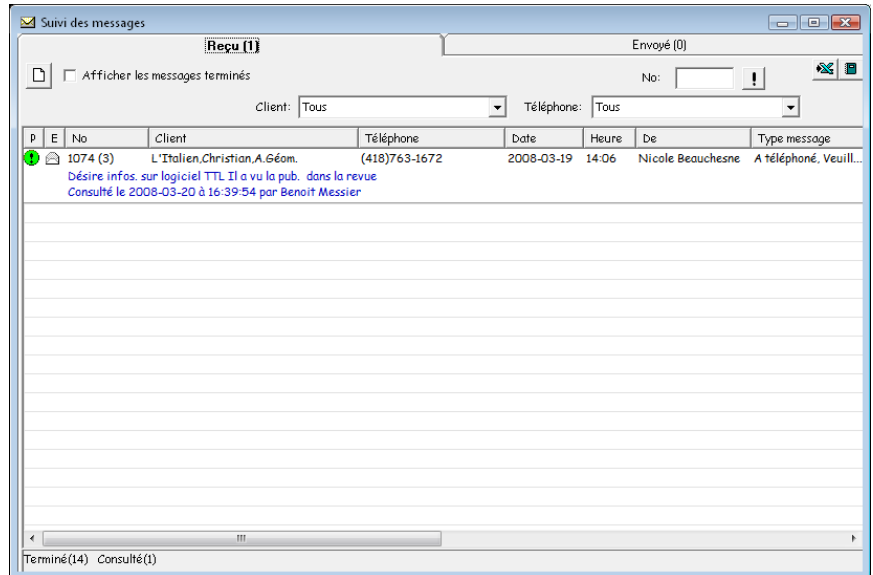 Suivi des messages
Reçu (1)
Envoyé (0)
Afficher les messages terminés
No:
Client: Tous
Téléphone: Tous
P E No Client Téléphone Date Heure De Type message
1074 (3) L'Italien,Christian,A.Géom. (418)763-1672 2008-03-19 14:06 Nicole Beauchesne A téléphoné, Veuill...
Désire infos. sur logiciel TTL Il a vu la pub. dans la revue
Consulté le 2008-03-20 à 16:39:54 par Benoit Messier
Terminé(14) Consulté(1)